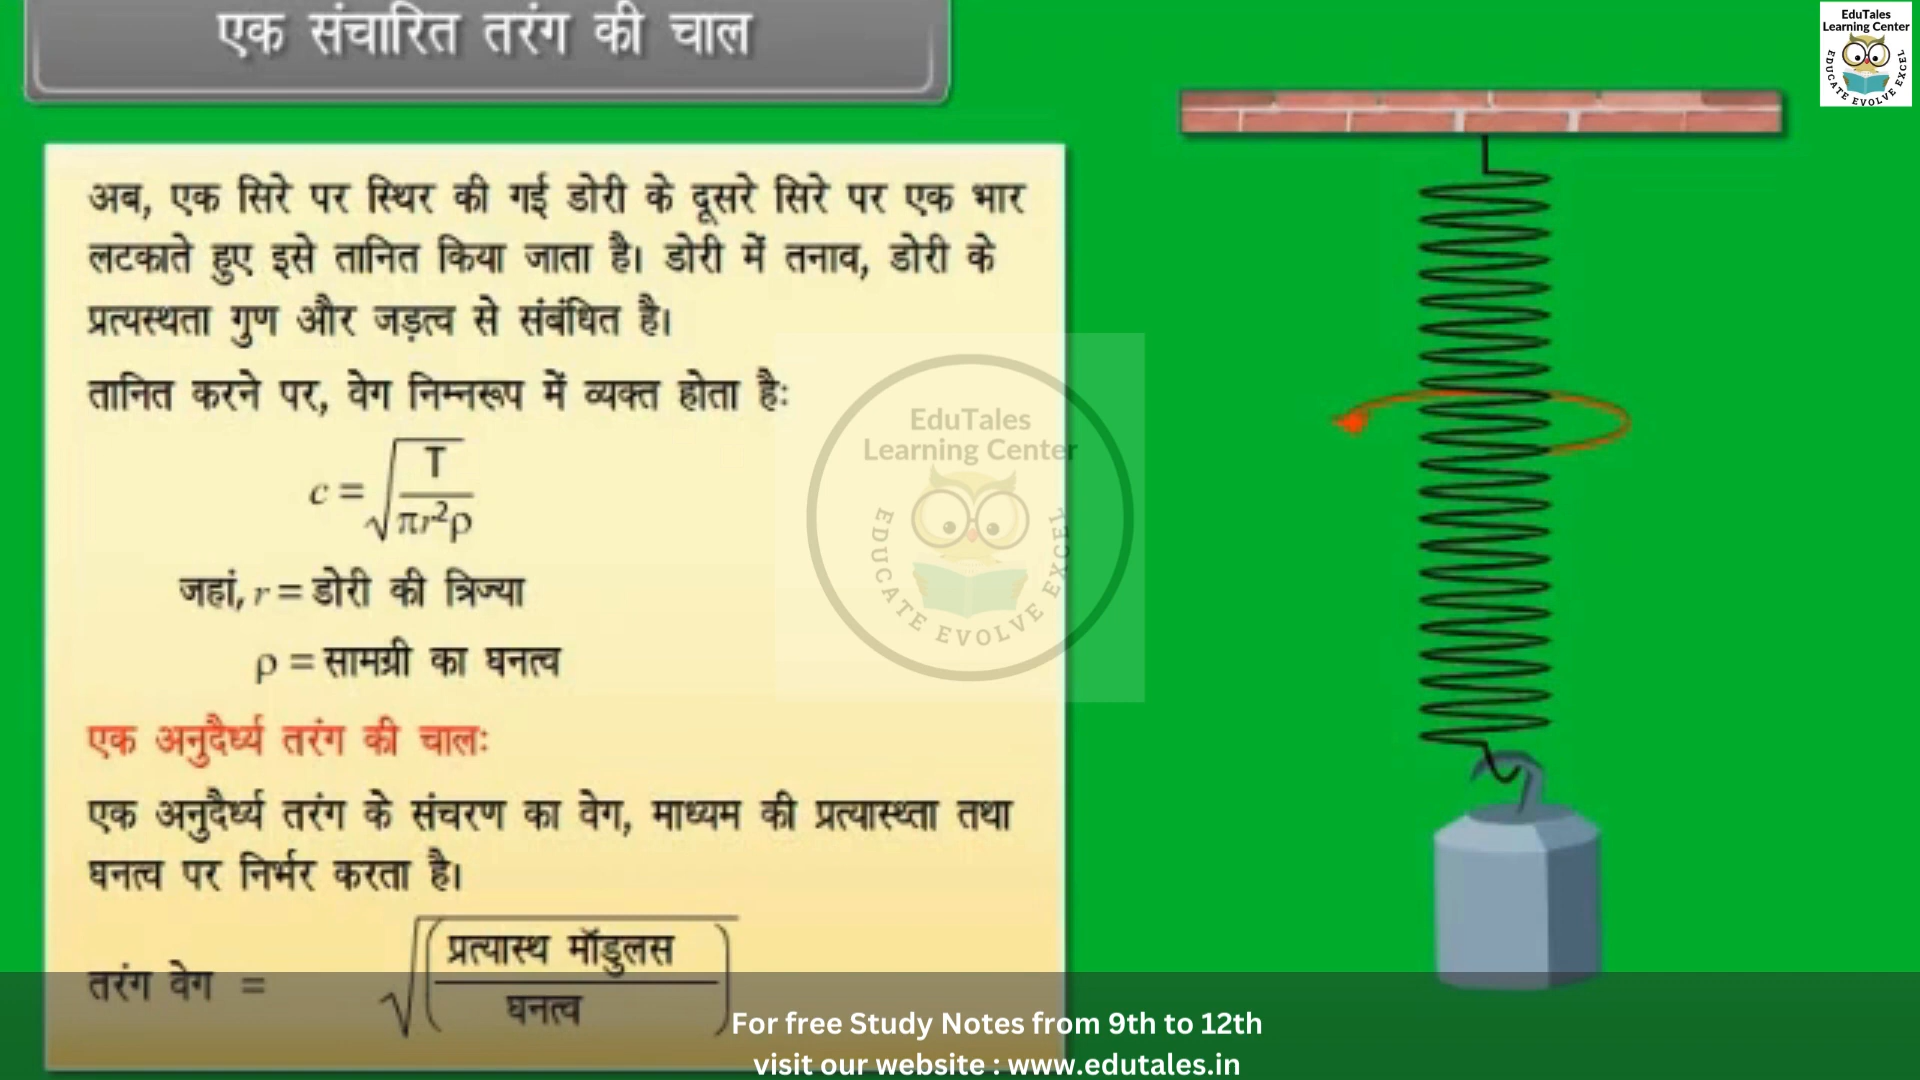 एक संचारित तरंग की चाल
EduTales
Learning Center
EDUCATE EVOLVE EXCEL
अब, एक सिरे पर स्थिर की गई डोरी के दूसरे सिरे पर एक भार
लटकाते हुए इसे तानित किया जाता है। डोरी में तनाव, डोरी के
प्रत्यस्थता गुण और जड़त्व से संबंधित है।
तानित करने पर, वेग निम्नरूप में व्यक्त होता हैः
c = √(T / πr²ρ)
जहां, r = डोरी की त्रिज्या
ρ = सामग्री का घनत्व
EduTales
Learning Center
EDUCATE EVOLVE EXCEL
एक अनुदैर्ध्य तरंग की चालः
एक अनुदैर्ध्य तरंग के संचरण का वेग, माध्यम की प्रत्यास्थ्ता तथा
घनत्व पर निर्भर करता है।
तरंग वेग = √(प्रत्यास्थ मॉडुलस / घनत्व)
For free Study Notes from 9th to 12th
visit our website : www.edutales.in